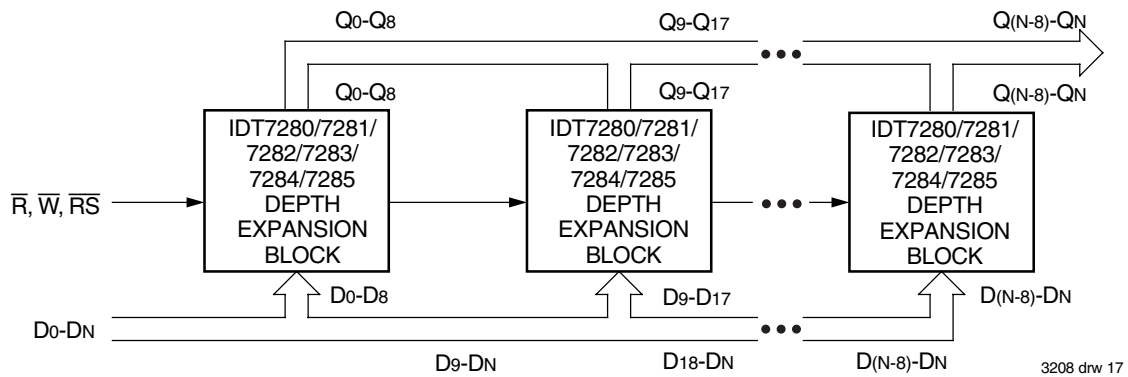 Q0-Q8 Q9-Q17 Q(N-8)-QN
Q0-Q8 Q9-Q17 Q(N-8)-QN
IDT7280/7281/
7282/7283/
7284/7285
DEPTH
EXPANSION
BLOCK
IDT7280/7281/
7282/7283/
7284/7285
DEPTH
EXPANSION
BLOCK
IDT7280/7281/
7282/7283/
7284/7285
DEPTH
EXPANSION
BLOCK
R̅, W̅, R̅S̅
D0-D8 D9-D17 D(N-8)-DN
D0-DN
D9-DN D18-DN D(N-8)-DN
3208 drw 17